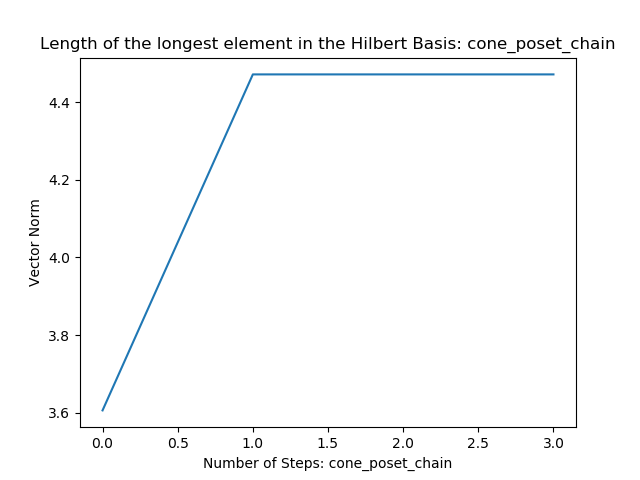 Length of the longest element in the Hilbert Basis: cone_poset_chain
Vector Norm
4.4
4.2
4.0
3.8
3.6
0.0 0.5 1.0 1.5 2.0 2.5 3.0
Number of Steps: cone_poset_chain